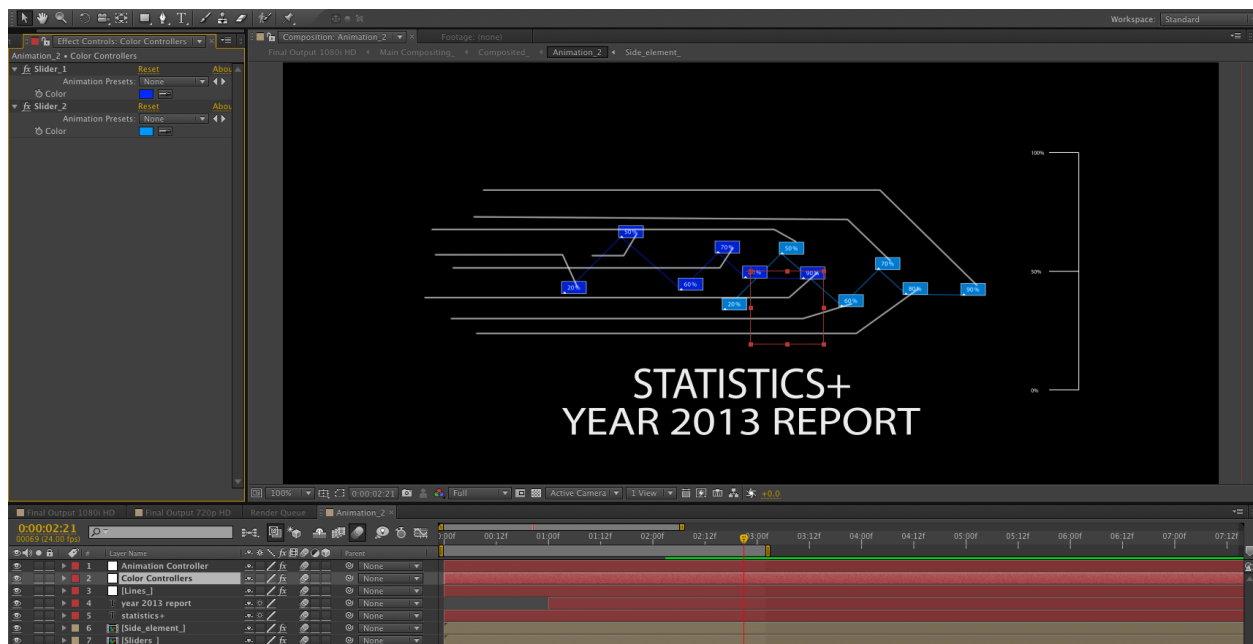 Workspace: Standard
Effect Controls: Color Controllers
Composition: Animation_2
Footage: (none)
Animation_2 • Color Controllers
Final Output 1080i HD Main Compositing_ Composited_ Animation_2 Side_element_
fx Slider_1 Reset Abou
Animation Presets: None
Color
fx Slider_2 Reset Abou
Animation Presets: None
Color
100%
50%
0%
50%
70%
50%
70%
20%
60%
90%
20%
60%
80%
90%
STATISTICS+
YEAR 2013 REPORT
100% 0:00:02:21 Full Active Camera 1 View +0.0
Final Output 1080i HD Final Output 720p HD Render Queue Animation_2
0:00:02:21
00069 (24.00 fps)
00:12f 01:00f 01:12f 02:00f 02:12f 03:00f 03:12f 04:00f 04:12f 05:00f 05:12f 06:00f 06:12f 07:00f 07:12f
# Layer Name Parent
1 Animation Controller None
2 Color Controllers None
3 [Lines_] None
4 T year 2013 report None
5 T statistics+ None
6 [Side_element_] None
7 [Sliders_] None